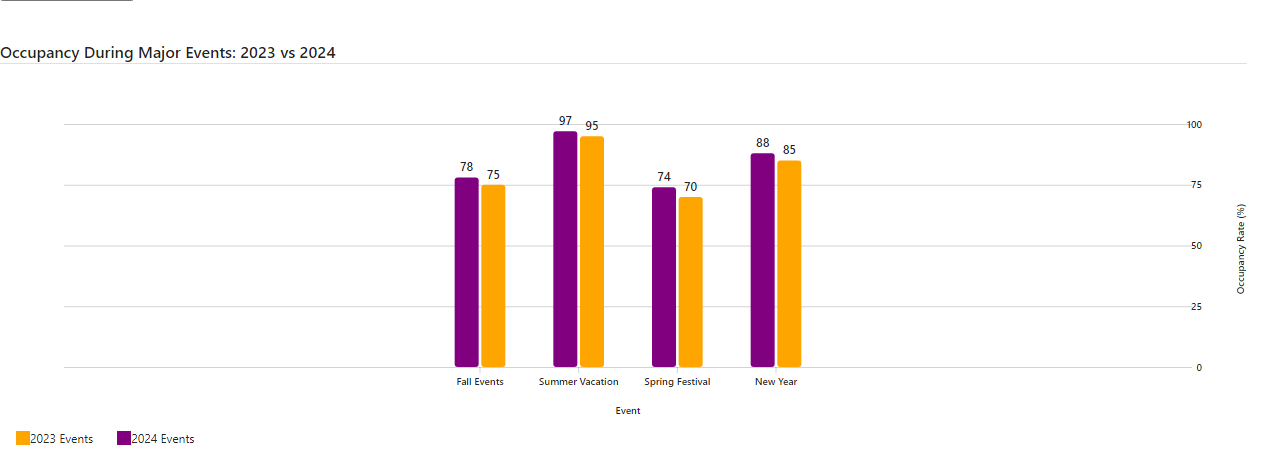 Occupancy During Major Events: 2023 vs 2024
97
95
100
88
85
78
75
74
70
75
50
25
0
Occupancy Rate (%)
Fall Events
Summer Vacation
Spring Festival
New Year
Event
2023 Events
2024 Events